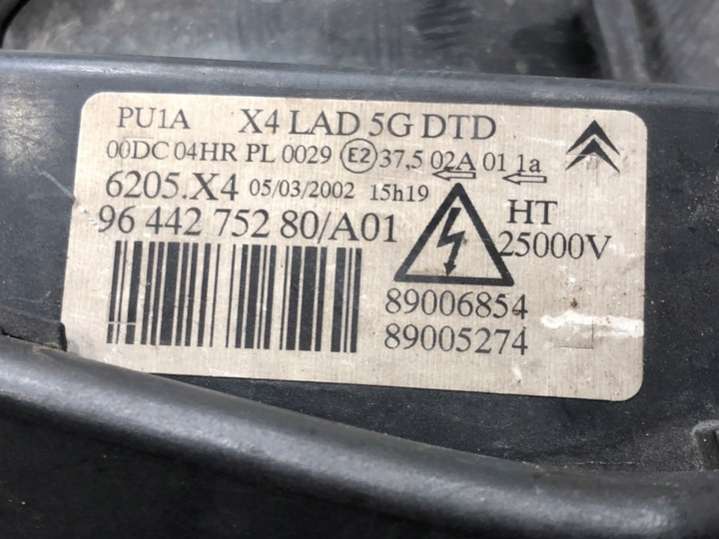 PU1A X4 LAD 5G DTD
00DC 04HR PL 0029 E2 37,5 02A 01 1a
6205.X4 05/03/2002 15h19
96 442 752 80/A01
HT
25000V
89006854
89005274